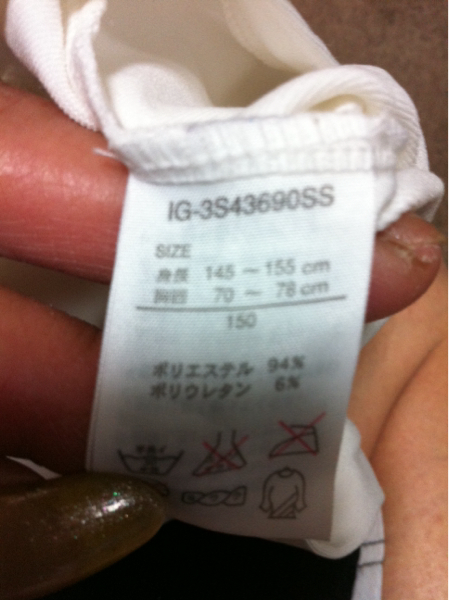 IG-3S43690SS
SIZE
身長 145 〜 155 cm
胸囲 70 〜 78 cm
150
ポリエステル 94%
ポリウレタン 6%